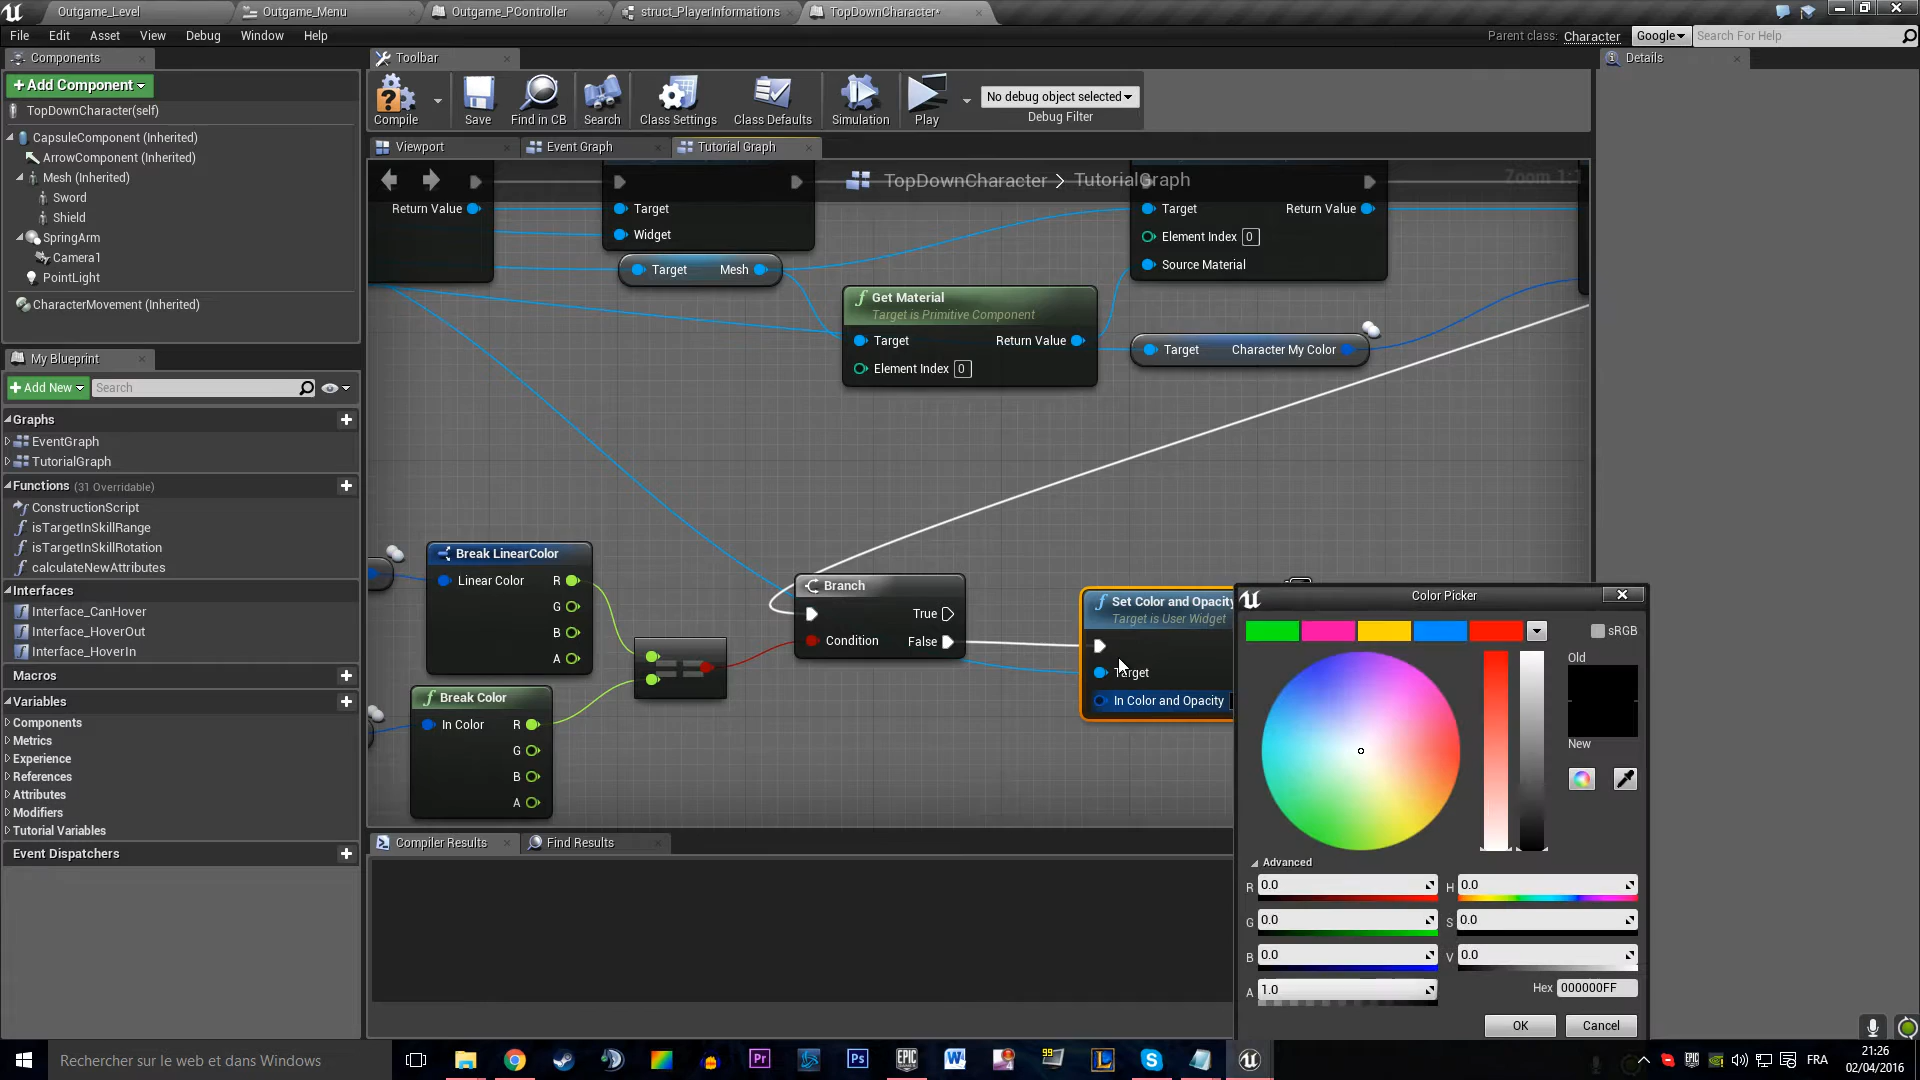 Outgame_Level
Outgame_Menu
Outgame_PController
struct_PlayerInformations
TopDownCharacter*
File Edit Asset View Debug Window Help
Parent class: Character Google Search For Help
Components
Toolbar
Details
+Add Component
TopDownCharacter(self)
CapsuleComponent (Inherited)
ArrowComponent (Inherited)
Mesh (Inherited)
Sword
Shield
SpringArm
Camera1
PointLight
CharacterMovement (Inherited)
Compile Save Find in CB Search Class Settings Class Defaults Simulation Play
No debug object selected
Debug Filter
Viewport
Event Graph
Tutorial Graph
TopDownCharacter > TutorialGraph
Zoom 1:1
Return Value
Target
Widget
Target Mesh
Target Return Value
Element Index 0
Source Material
Get Material
Target is Primitive Component
Target Return Value
Element Index 0
Target Character My Color
My Blueprint
+Add New Search
Graphs
EventGraph
TutorialGraph
Functions (31 Overridable)
ConstructionScript
isTargetInSkillRange
isTargetInSkillRotation
calculateNewAttributes
Interfaces
Interface_CanHover
Interface_HoverOut
Interface_HoverIn
Macros
Variables
Components
Metrics
Experience
References
Attributes
Modifiers
Tutorial Variables
Event Dispatchers
Break LinearColor
Linear Color R
G
B
A
Break Color
In Color R
G
B
A
Branch
True
Condition False
Set Color and Opacity
Target is User Widget
Target
In Color and Opacity
Color Picker
sRGB
Old
New
Advanced
R 0.0 H 0.0
G 0.0 S 0.0
B 0.0 V 0.0
A 1.0 Hex 000000FF
OK Cancel
Compiler Results
Find Results
Rechercher sur le web et dans Windows
FRA
21:26
02/04/2016